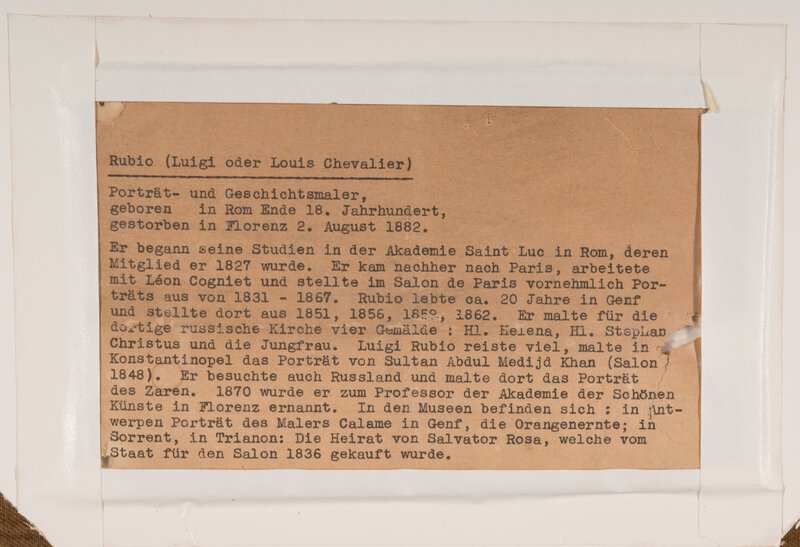 Rubio (Luigi oder Louis Chevalier)
Porträt- und Geschichtsmaler,
geboren in Rom Ende 18. Jahrhundert,
gestorben in Florenz 2. August 1882.
Er begann seine Studien in der Akademie Saint Luc in Rom, deren
Mitglied er 1827 wurde. Er kam nachher nach Paris, arbeitete
mit Léon Cogniet und stellte im Salon de Paris vornehmlich Por-
träts aus von 1831 - 1867. Rubio lebte ca. 20 Jahre in Genf
und stellte dort aus 1851, 1856, 1862. Er malte für die
dortige russische Kirche vier Gemälde : Hl. Helena, Hl. Stephan
Christus und die Jungfrau. Luigi Rubio reiste viel, malte in
Konstantinopel das Porträt von Sultan Abdul Medijd Khan (Salon
1848). Er besuchte auch Russland und malte dort das Porträt
des Zaren. 1870 wurde er zum Professor der Akademie der Schönen
Künste in Florenz ernannt. In den Museen befinden sich : in Ant-
werpen Porträt des Malers Calame in Genf, die Orangenernte; in
Sorrent, in Trianon: Die Heirat von Salvator Rosa, welche vom
Staat für den Salon 1836 gekauft wurde.